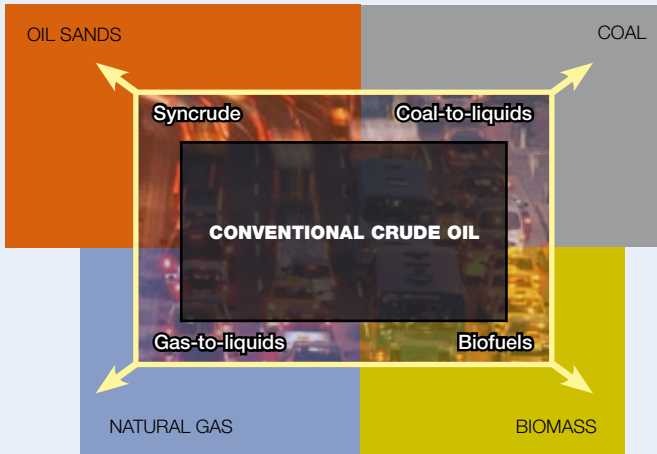 OIL SANDS
COAL
Syncrude
Coal-to-liquids
CONVENTIONAL CRUDE OIL
Gas-to-liquids
Biofuels
NATURAL GAS
BIOMASS